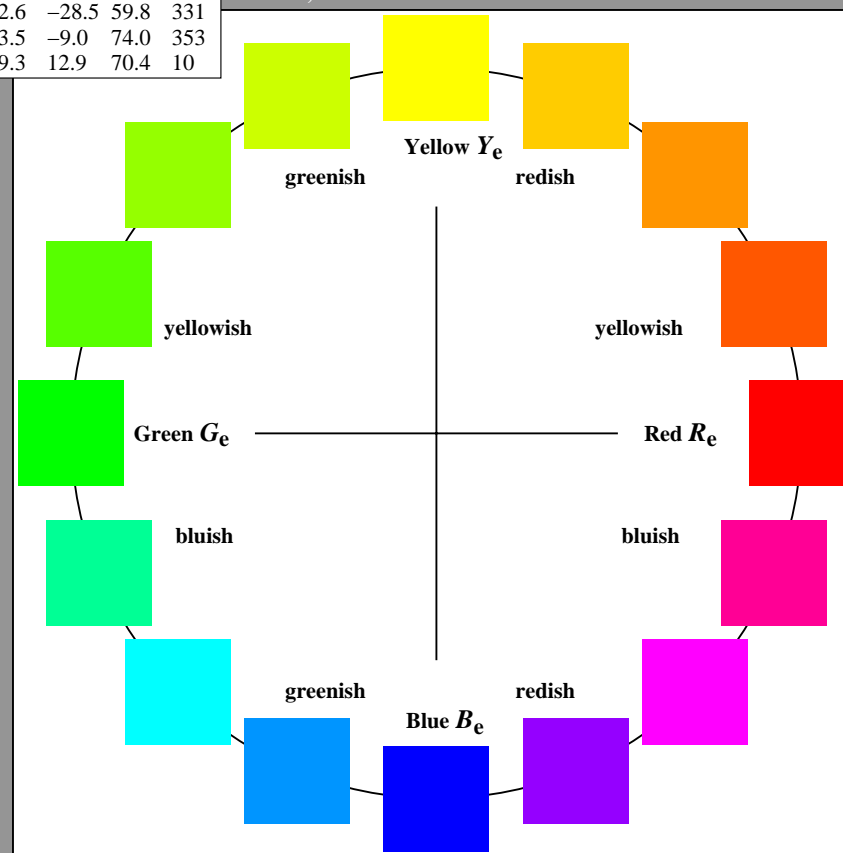 2.6 –28.5 59.8 331
3.5 –9.0 74.0 353
9.3 12.9 70.4 10
Yellow Ye
greenish redish
yellowish yellowish
Green Ge Red Re
bluish bluish
greenish redish
Blue Be